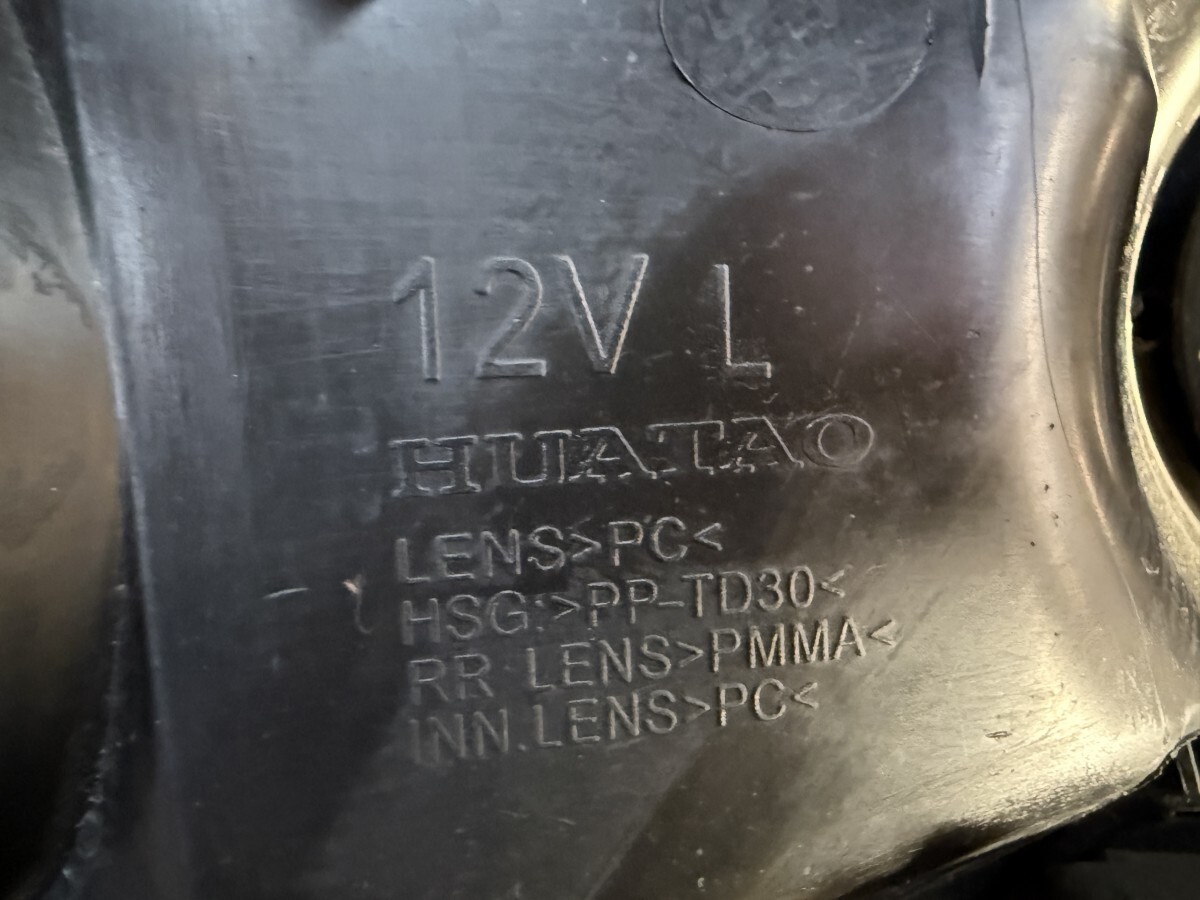 12V L
HUATAO
LENS>PC<
HSG:>PP-TD30<
RR LENS>PMMA<
INN.LENS>PC<